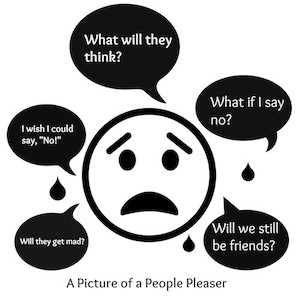 What will they
think?
What if I say
no?
I wish I could
say, "No!"
Will they get mad?
Will we still
be friends?
A Picture of a People Pleaser